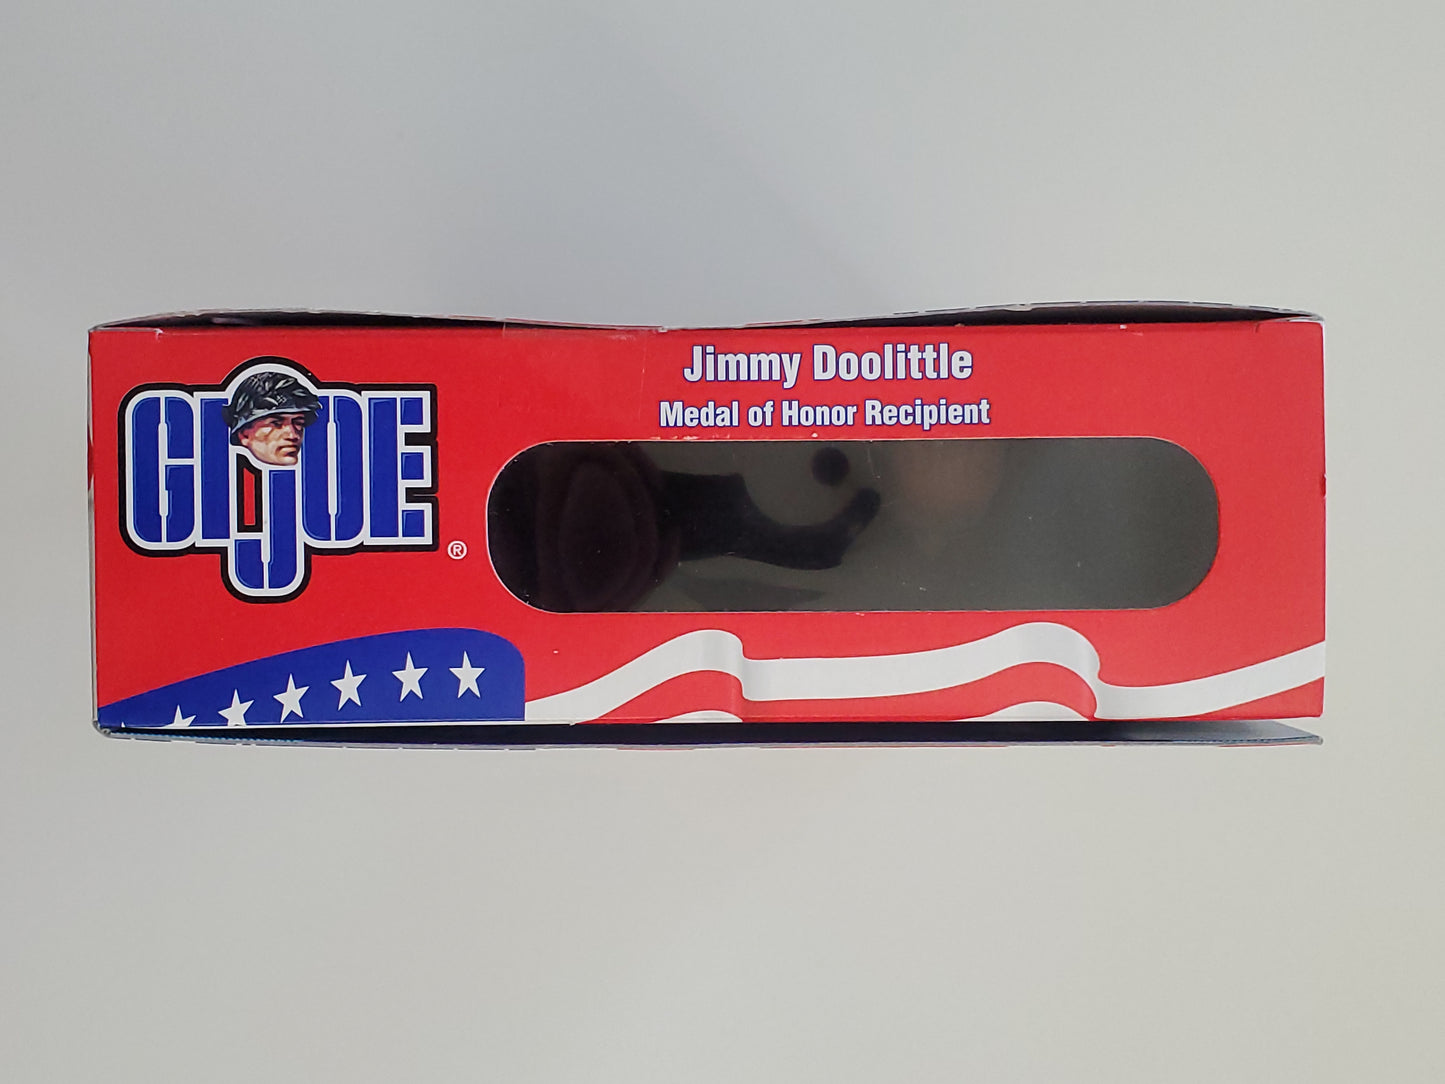 GI JOE
®
Jimmy Doolittle
Medal of Honor Recipient